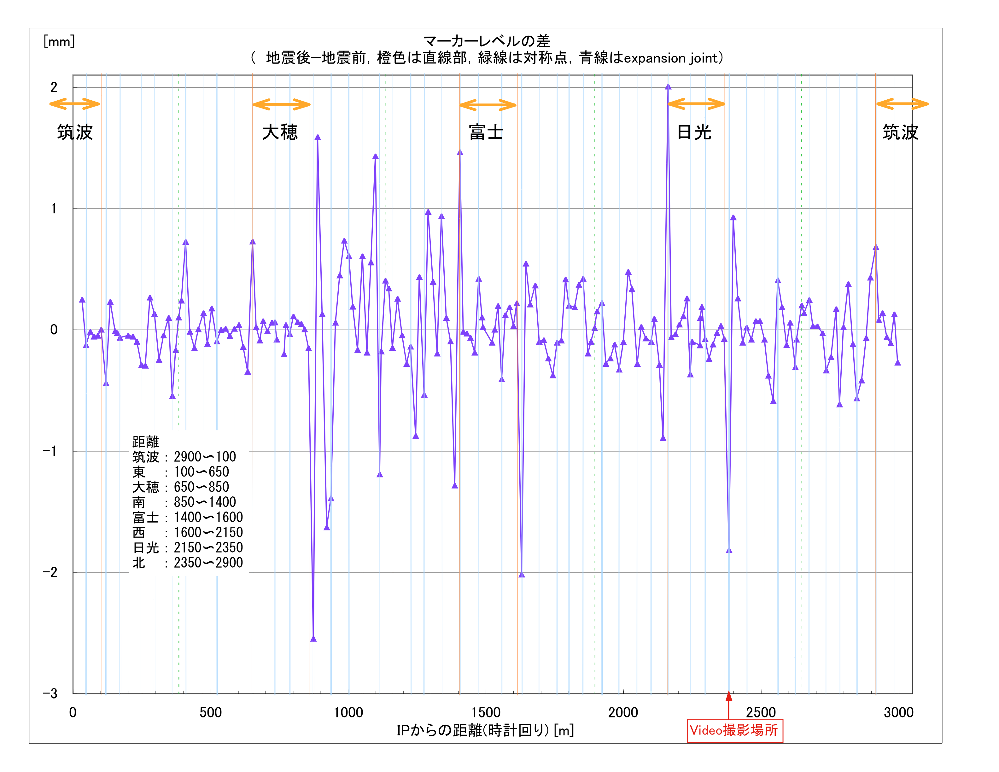 [mm]
マーカーレベルの差
( 地震後−地震前, 橙色は直線部, 緑線は対称点, 青線はexpansion joint)
2
筑波
大穂
富士
日光
筑波
1
0
−1
−2
−3
距離
筑波 : 2900〜100
東 : 100〜650
大穂 : 650〜850
南 : 850〜1400
富士 : 1400〜1600
西 : 1600〜2150
日光 : 2150〜2350
北 : 2350〜2900
0 500 1000 1500 2000 2500 3000
IPからの距離(時計回り) [m]
Video撮影場所